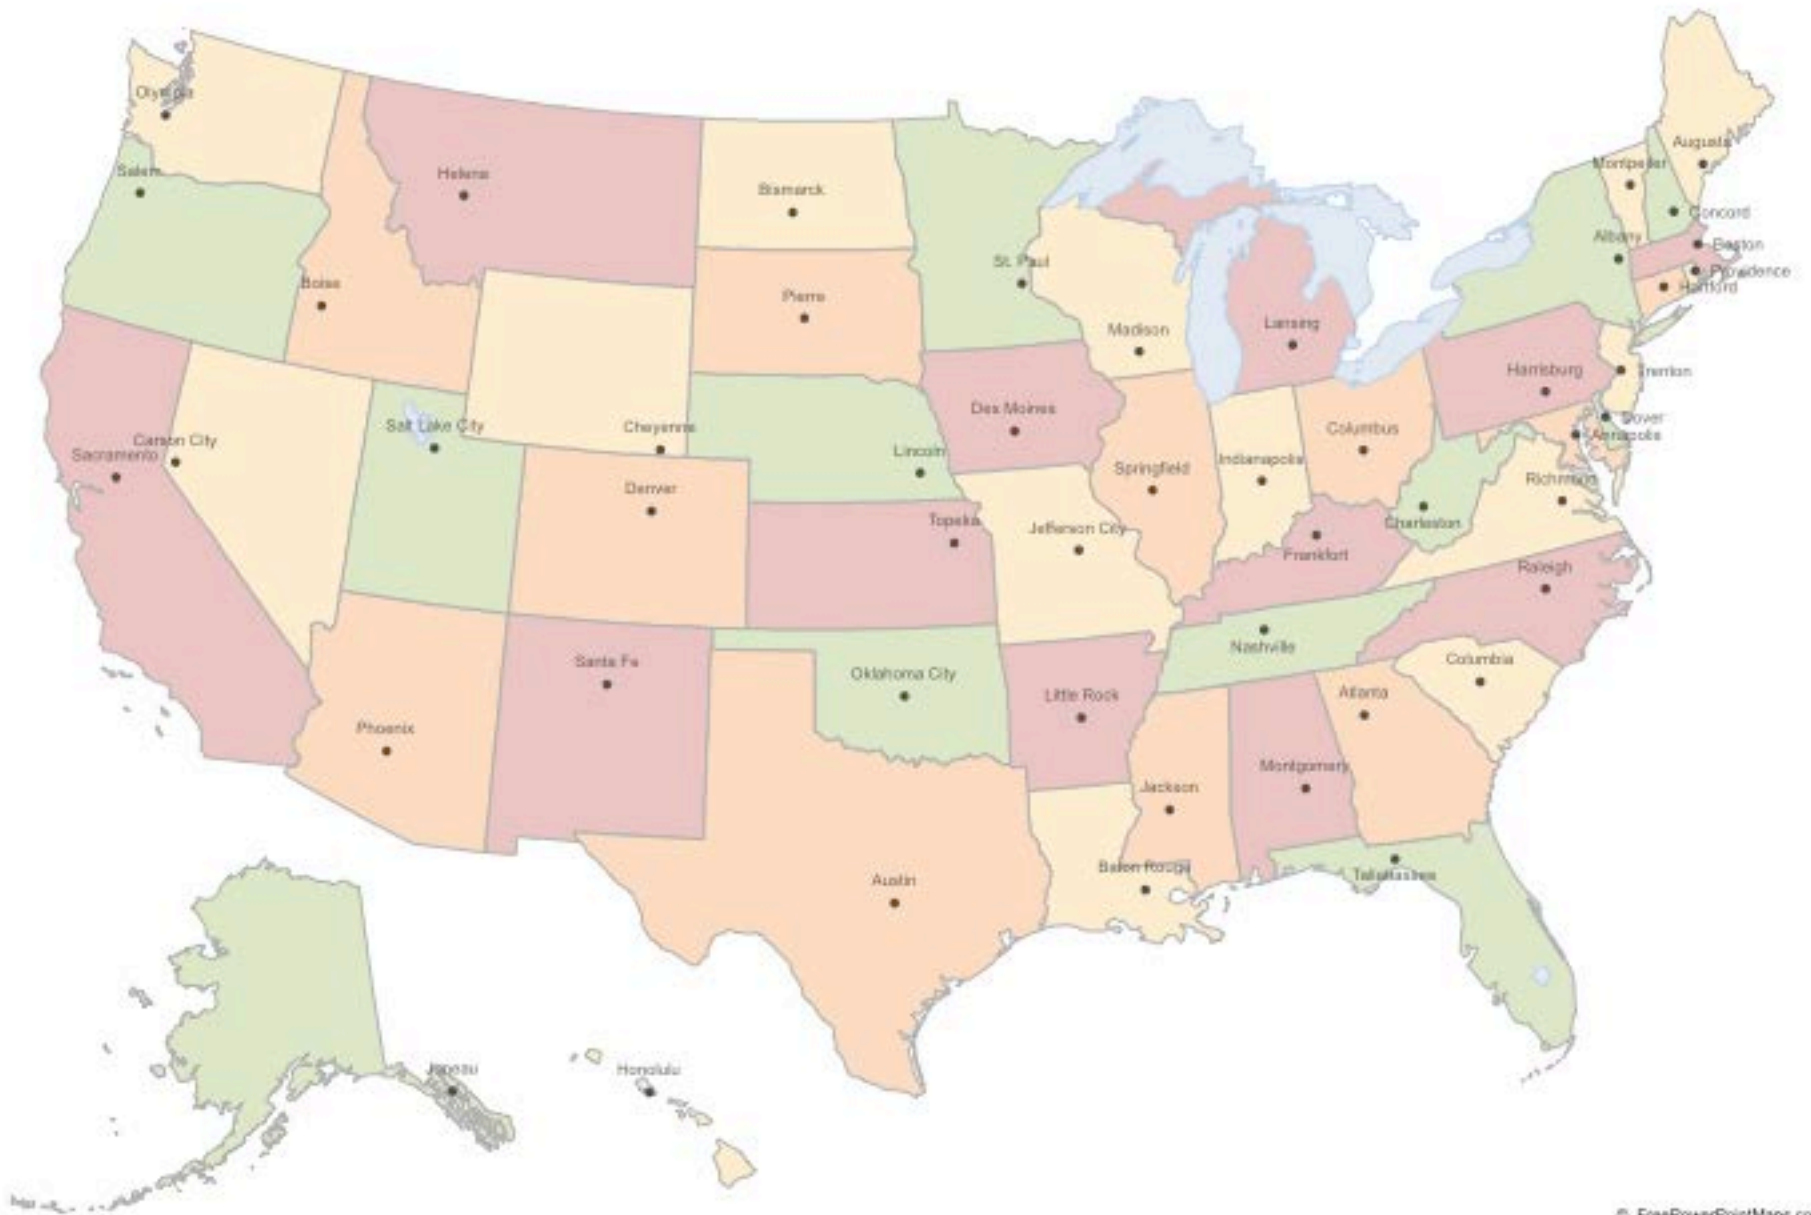 Olympia
Augusta
Montpelier
Salem
Helena
Bismarck
Concord
Albany
Boston
St. Paul
Providence
Boise
Hartford
Pierre
Lansing
Madison
Harrisburg
Trenton
Des Moines
Salt Lake City
Cheyenne
Columbus
Dover
Annapolis
Carson City
Sacramento
Lincoln
Indianapolis
Springfield
Denver
Richmond
Topeka
Jefferson City
Charleston
Frankfort
Raleigh
Nashville
Santa Fe
Columbia
Oklahoma City
Little Rock
Atlanta
Phoenix
Montgomery
Jackson
Baton Rouge
Tallahassee
Austin
Juneau
Honolulu
© FreePowerPointMaps.co